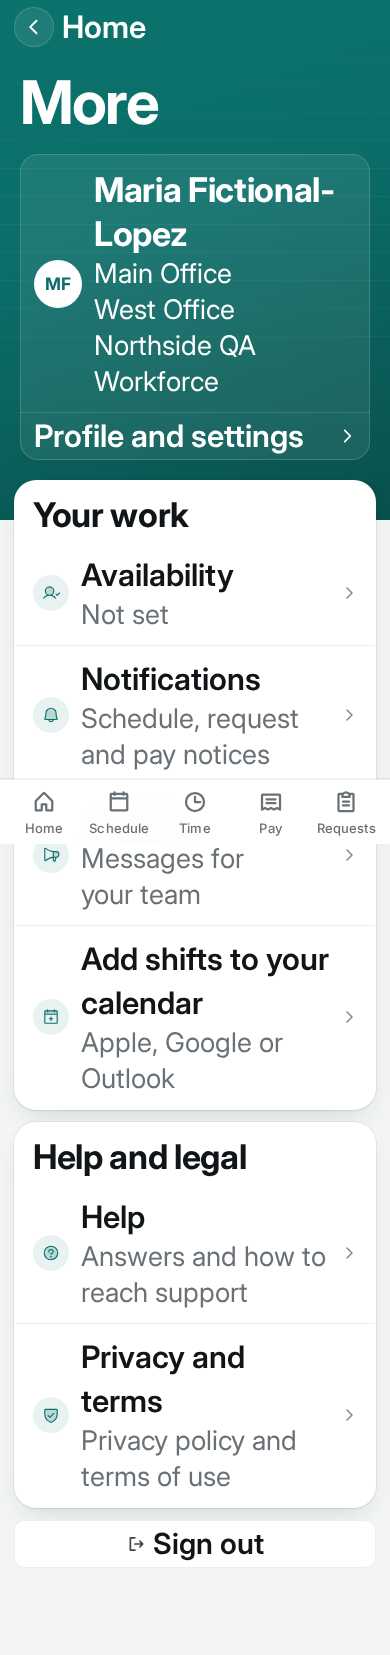 Home
More
Maria Fictional-
Lopez
MF
Main Office
West Office
Northside QA
Workforce
Profile and settings
Your work
Availability
Not set
Notifications
Schedule, request
and pay notices
Home
Schedule
Time
Pay
Requests
Messages for
your team
Add shifts to your
calendar
Apple, Google or
Outlook
Help and legal
Help
Answers and how to
reach support
Privacy and
terms
Privacy policy and
terms of use
Sign out